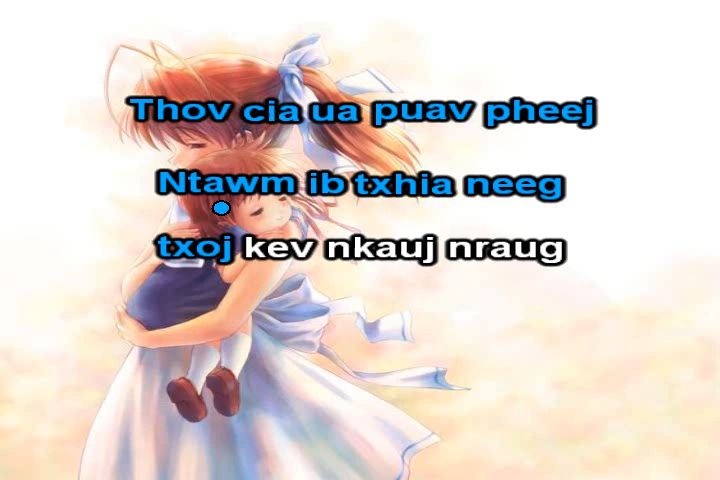 Thov cia ua puav pheej
Ntawm ib txhia neeg
txoj kev nkauj nraug